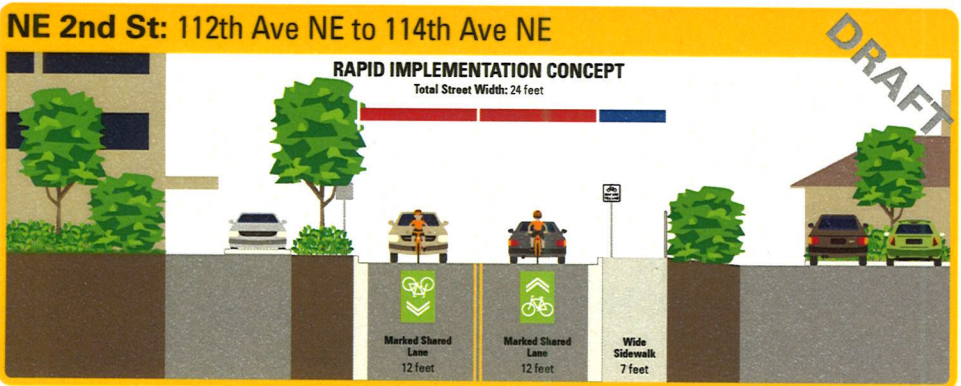 NE 2nd St: 112th Ave NE to 114th Ave NE
DRAFT
RAPID IMPLEMENTATION CONCEPT
Total Street Width: 24 feet
Marked Shared
Lane
12 feet
Marked Shared
Lane
12 feet
Wide
Sidewalk
7 feet